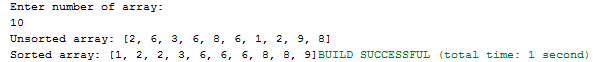 Enter number of array:
10
Unsorted array: [2, 6, 3, 6, 8, 6, 1, 2, 9, 8]
Sorted array: [1, 2, 2, 3, 6, 6, 6, 8, 8, 9]BUILD SUCCESSFUL (total time: 1 second)